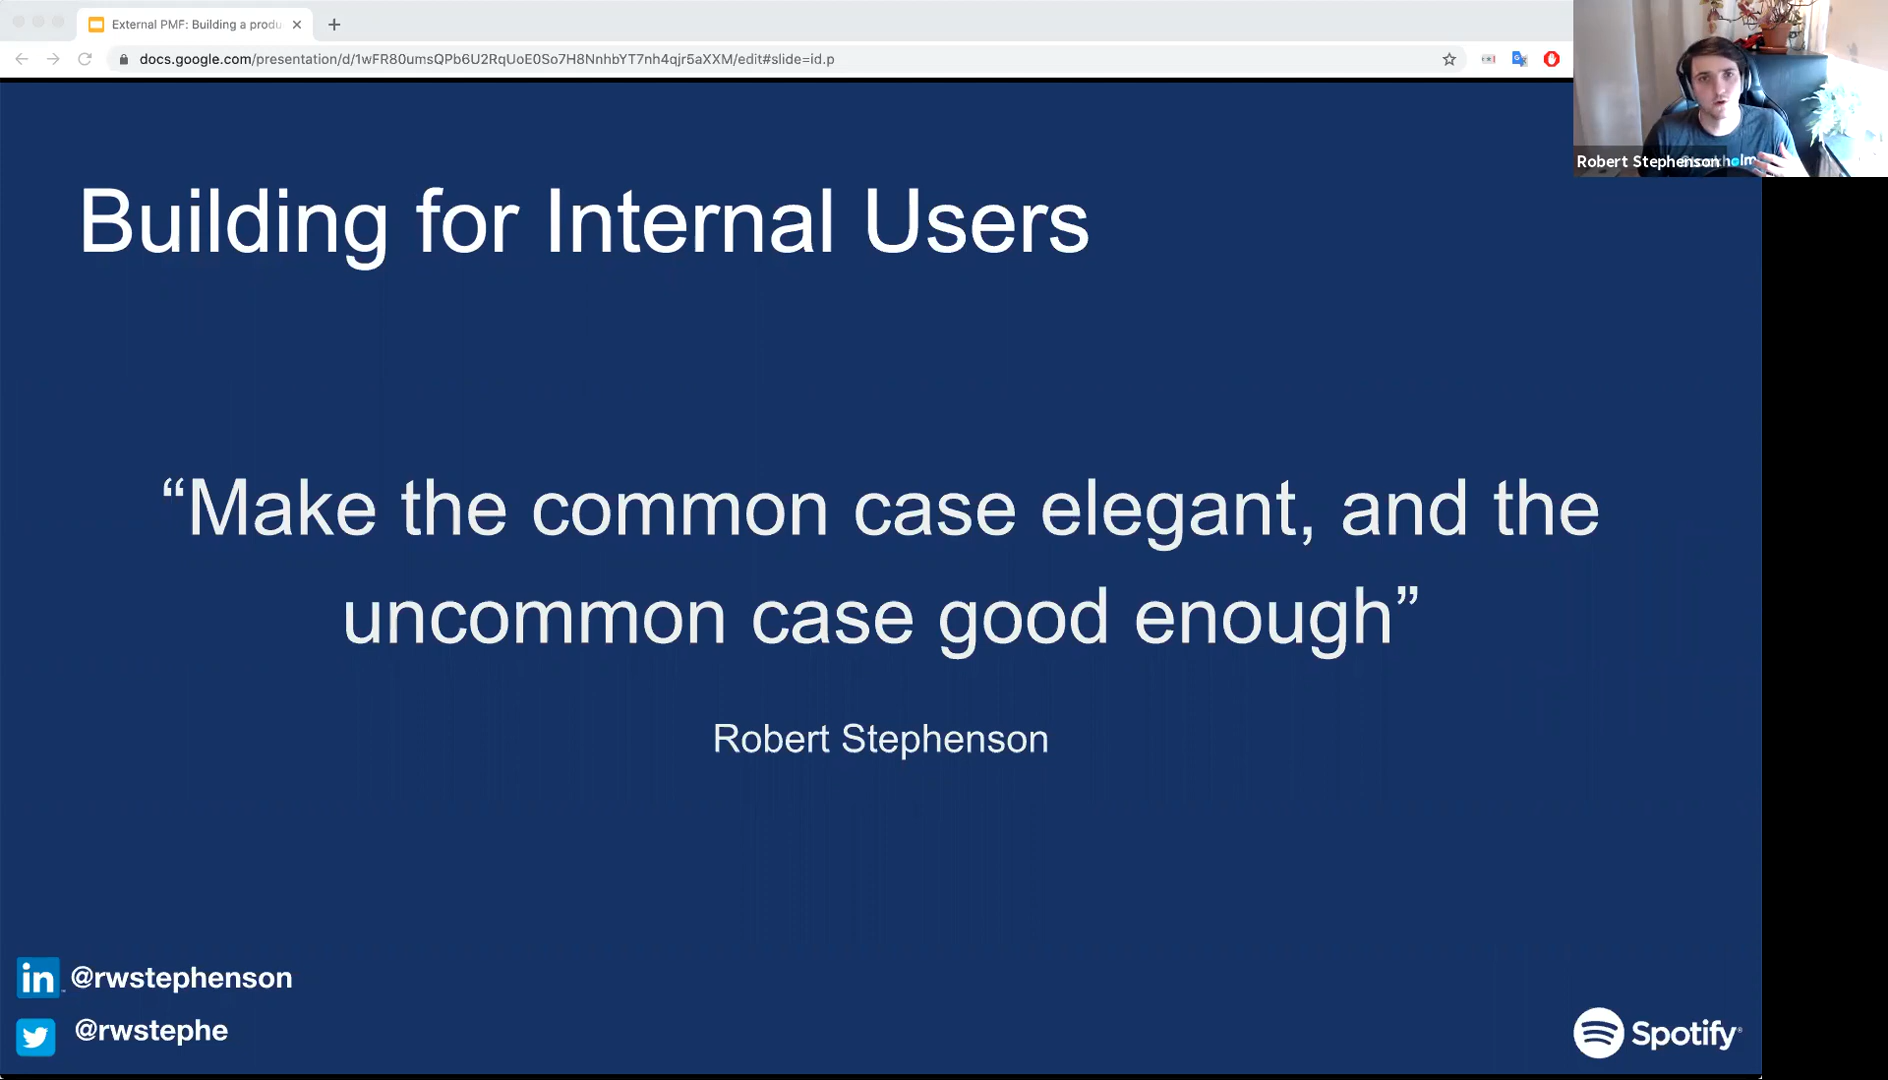 External PMF: Building a produ
docs.google.com/presentation/d/1wFR80umsQPb6U2RqUoE0So7H8NnhbYT7nh4qjr5aXXM/edit#slide=id.p
Robert Stephenson
Building for Internal Users
“Make the common case elegant, and the
uncommon case good enough”
Robert Stephenson
in @rwstephenson
@rwstephe
Spotify